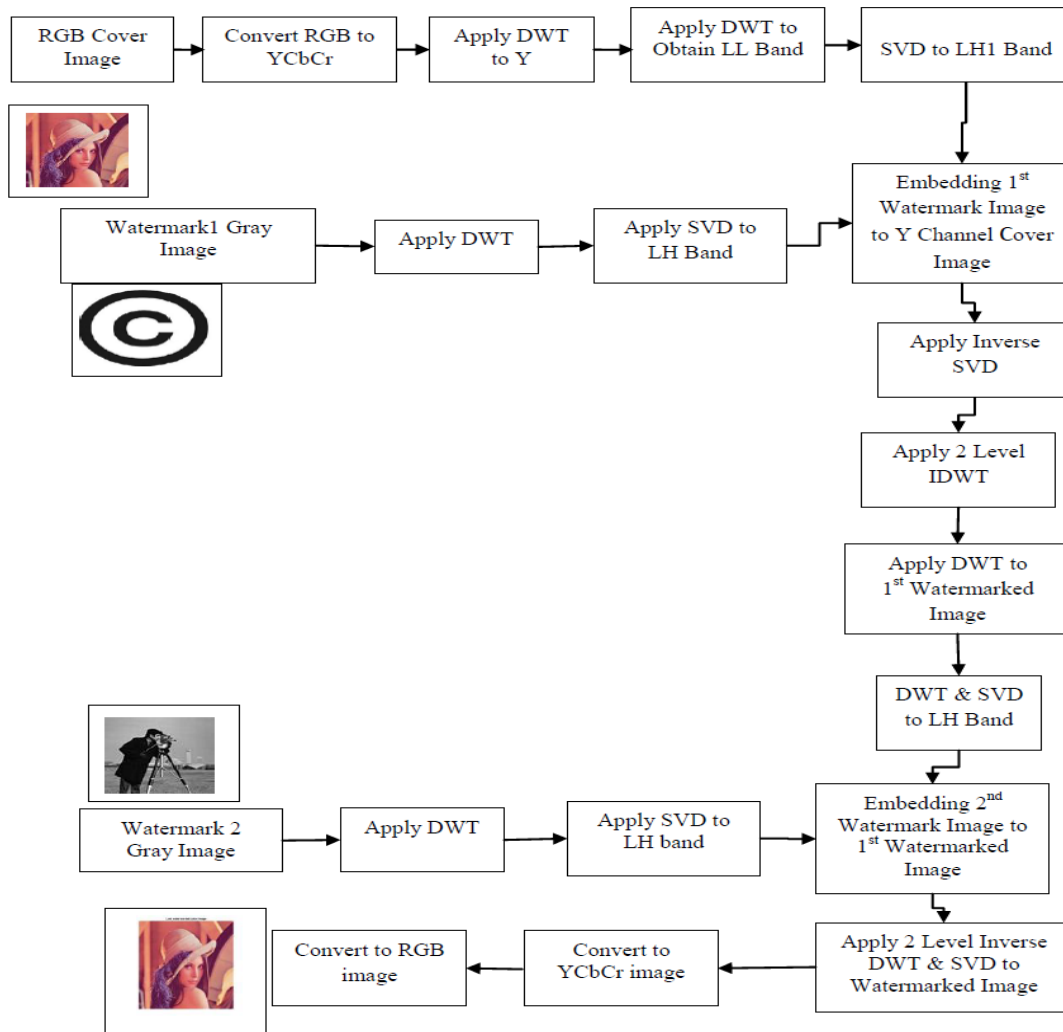 RGB Cover
Image
Convert RGB to
YCbCr
Apply DWT
to Y
Apply DWT to
Obtain LL Band
SVD to LH1 Band
Watermark1 Gray
Image
Apply DWT
Apply SVD to
LH Band
Embedding 1st
Watermark Image
to Y Channel Cover
Image
C
Apply Inverse
SVD
Apply 2 Level
IDWT
Apply DWT to
1st Watermarked
Image
DWT & SVD
to LH Band
Watermark 2
Gray Image
Apply DWT
Apply SVD to
LH band
Embedding 2nd
Watermark Image to
1st Watermarked
Image
Apply 2 Level Inverse
DWT & SVD to
Watermarked Image
Convert to
YCbCr image
Convert to RGB
image